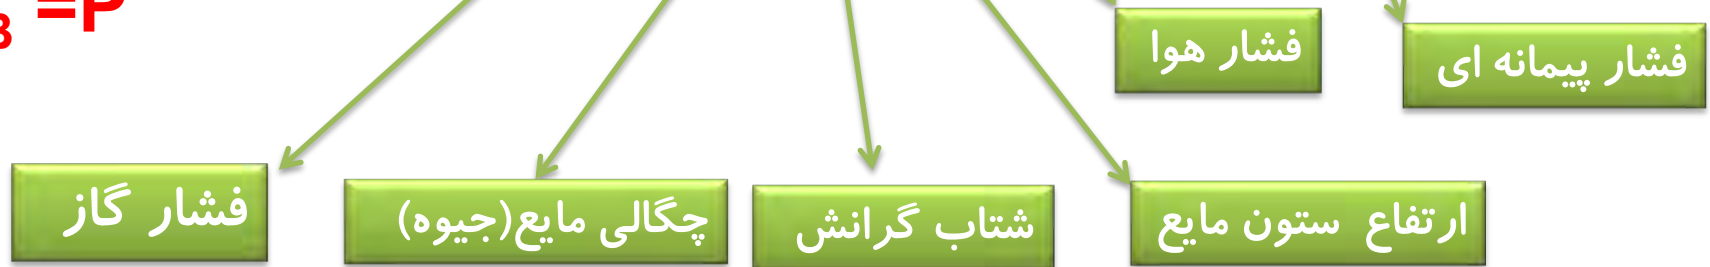 =P
فشار هوا
فشار پیمانه ای
فشار گاز
چگالی مایع(جیوه)
شتاب گرانش
ارتفاع ستون مایع